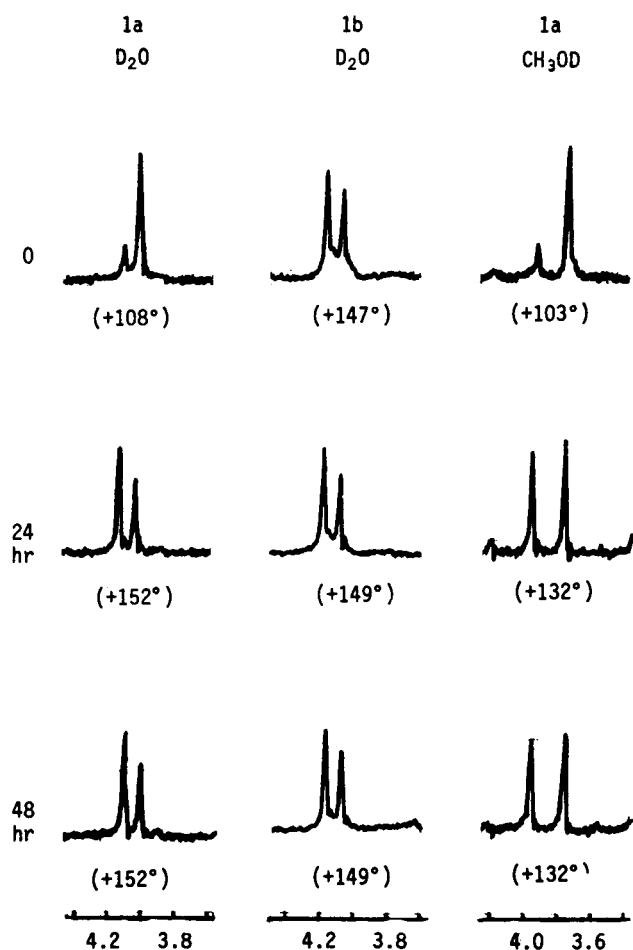 1a 1b 1a
D₂O D₂O CH₃OD
0
(+108°) (+147°) (+103°)
24
hr
(+152°) (+149°) (+132°)
48
hr
(+152°) (+149°) (+132°)
4.2 3.8 4.2 3.8 4.0 3.6